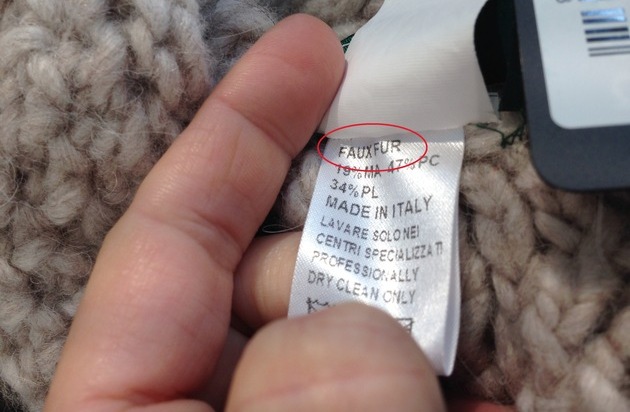 FAUXFUR
19% MA 47% PC
34% PL
MADE IN ITALY
LAVARE SOLO NEI
CENTRI SPECIALIZZATI
PROFESSIONALLY
DRY CLEAN ONLY